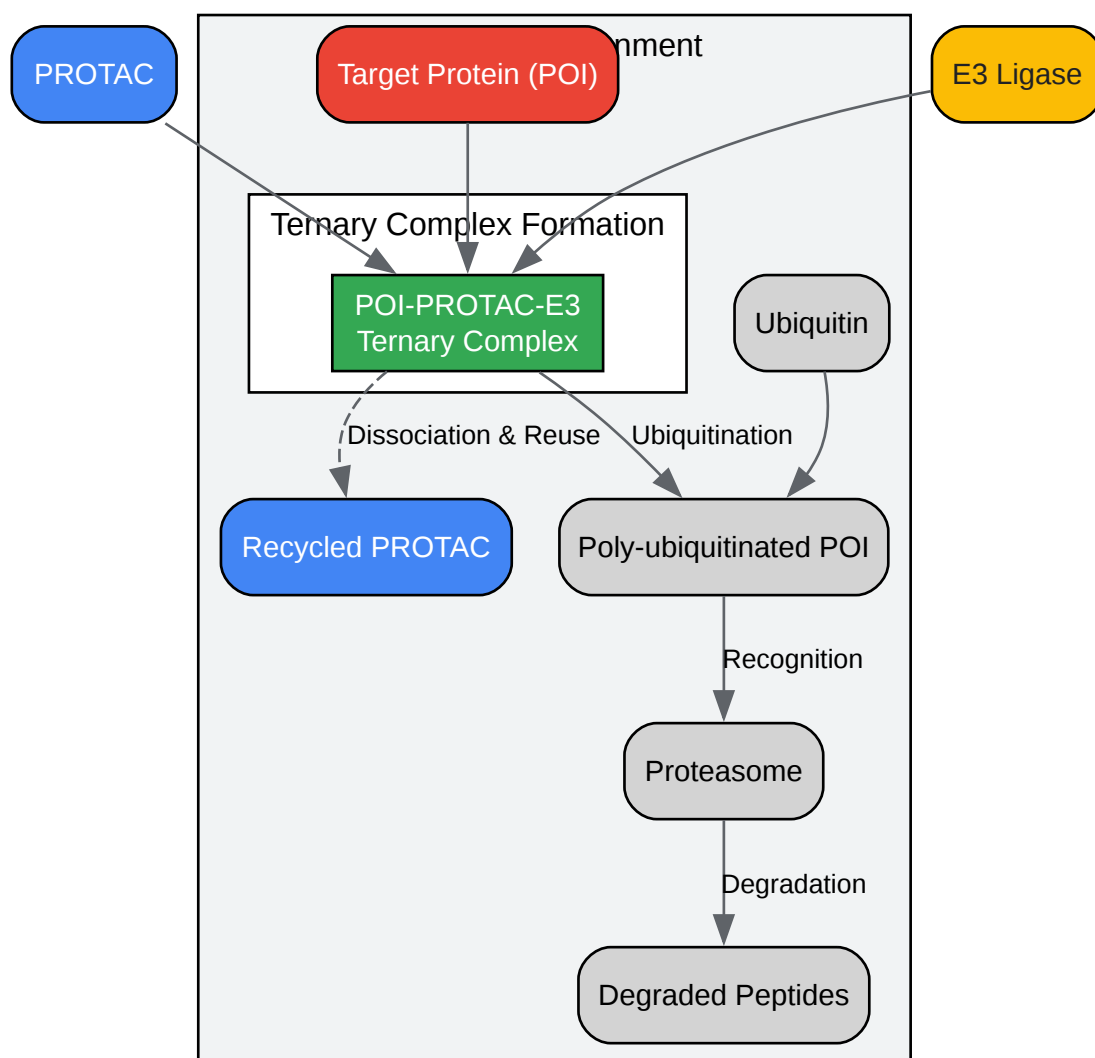 PROTAC
Target Protein (POI)
E3 Ligase
Ternary Complex Formation
POI-PROTAC-E3
Ternary Complex
Ubiquitin
Dissociation & Reuse
Ubiquitination
Recycled PROTAC
Poly-ubiquitinated POI
Recognition
Proteasome
Degradation
Degraded Peptides